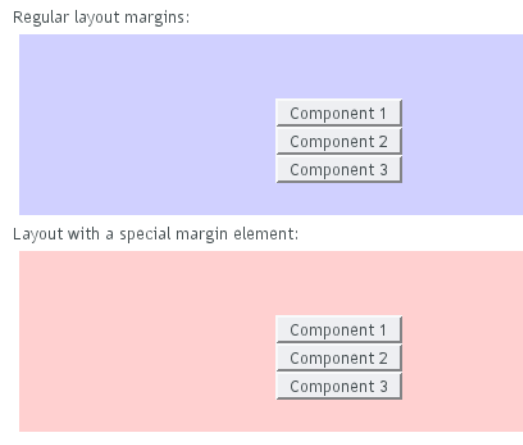 Regular layout margins:
Component 1
Component 2
Component 3
Layout with a special margin element:
Component 1
Component 2
Component 3